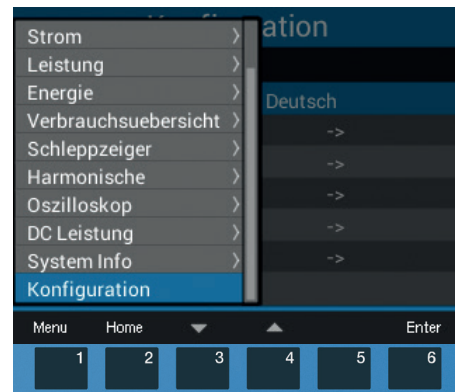 ation
Strom
Leistung
Energie
Deutsch
Verbrauchsuebersicht
->
Schleppzeiger
->
Harmonische
->
Oszilloskop
->
DC Leistung
->
System Info
Konfiguration
Menu Home Enter
1 2 3 4 5 6